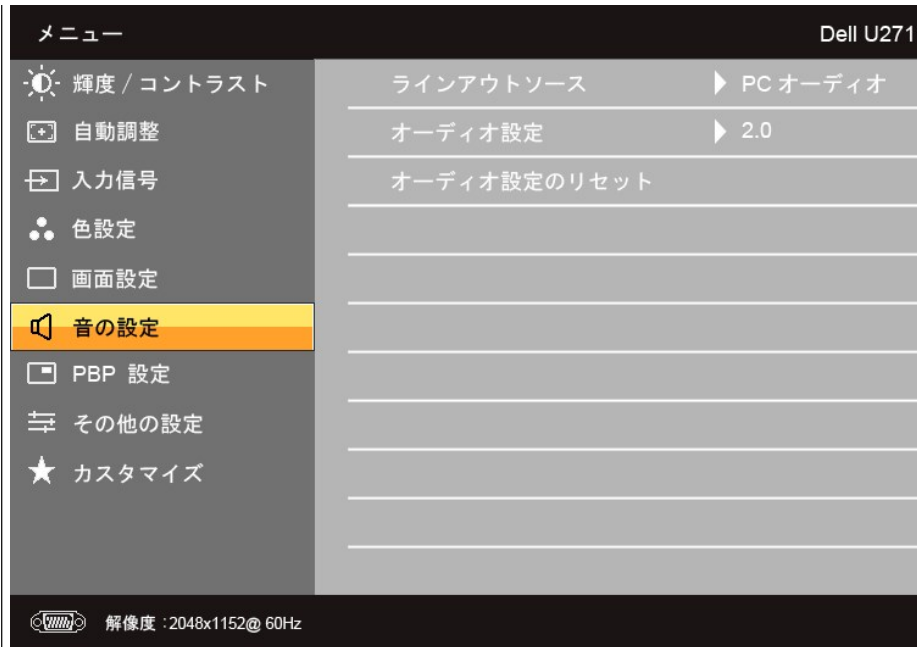 メニュー
Dell U271
輝度 / コントラスト
自動調整
入力信号
色設定
画面設定
音の設定
PBP 設定
その他の設定
カスタマイズ
ラインアウトソース
PC オーディオ
オーディオ設定
2.0
オーディオ設定のリセット
解像度 :2048x1152@ 60Hz